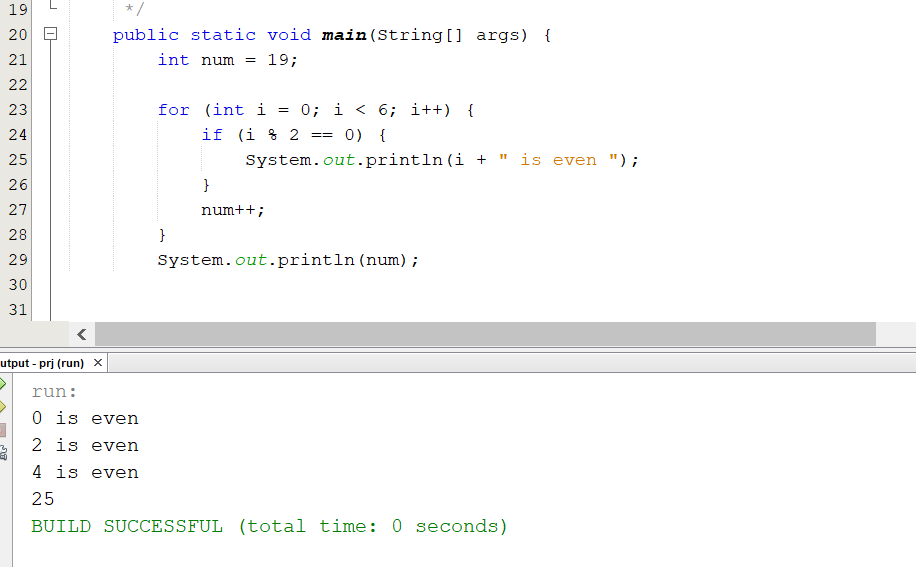 19 */
20 public static void main(String[] args) {
21 int num = 19;
22
23 for (int i = 0; i < 6; i++) {
24 if (i % 2 == 0) {
25 System.out.println(i + " is even ");
26 }
27 num++;
28 }
29 System.out.println(num);
30
31
utput - prj (run) ×
run:
0 is even
2 is even
4 is even
25
BUILD SUCCESSFUL (total time: 0 seconds)